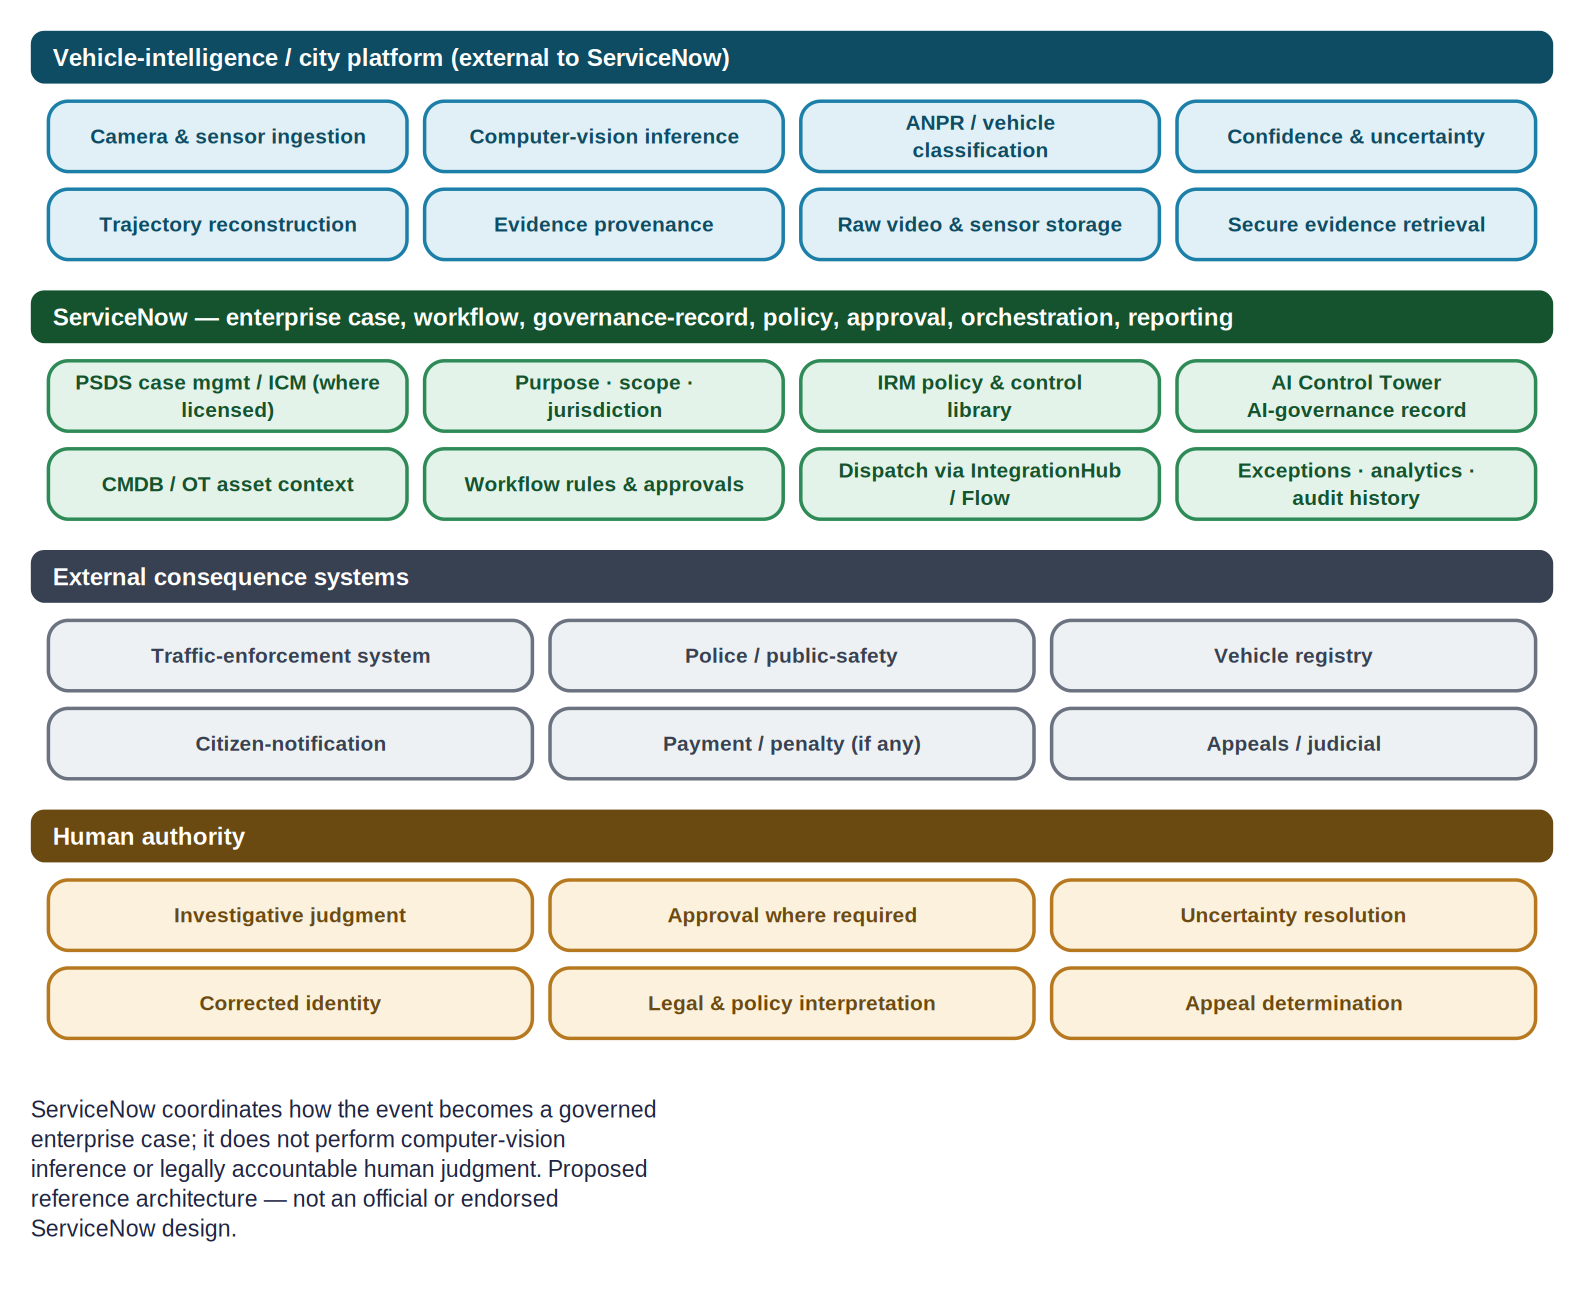 Vehicle-intelligence / city platform (external to ServiceNow)
Camera & sensor ingestion
Computer-vision inference
ANPR / vehicle
classification
Confidence & uncertainty
Trajectory reconstruction
Evidence provenance
Raw video & sensor storage
Secure evidence retrieval
ServiceNow — enterprise case, workflow, governance-record, policy, approval, orchestration, reporting
PSDS case mgmt / ICM (where
licensed)
Purpose · scope ·
jurisdiction
IRM policy & control
library
AI Control Tower
AI-governance record
CMDB / OT asset context
Workflow rules & approvals
Dispatch via IntegrationHub
/ Flow
Exceptions · analytics ·
audit history
External consequence systems
Traffic-enforcement system
Police / public-safety
Vehicle registry
Citizen-notification
Payment / penalty (if any)
Appeals / judicial
Human authority
Investigative judgment
Approval where required
Uncertainty resolution
Corrected identity
Legal & policy interpretation
Appeal determination
ServiceNow coordinates how the event becomes a governed
enterprise case; it does not perform computer-vision
inference or legally accountable human judgment. Proposed
reference architecture — not an official or endorsed
ServiceNow design.